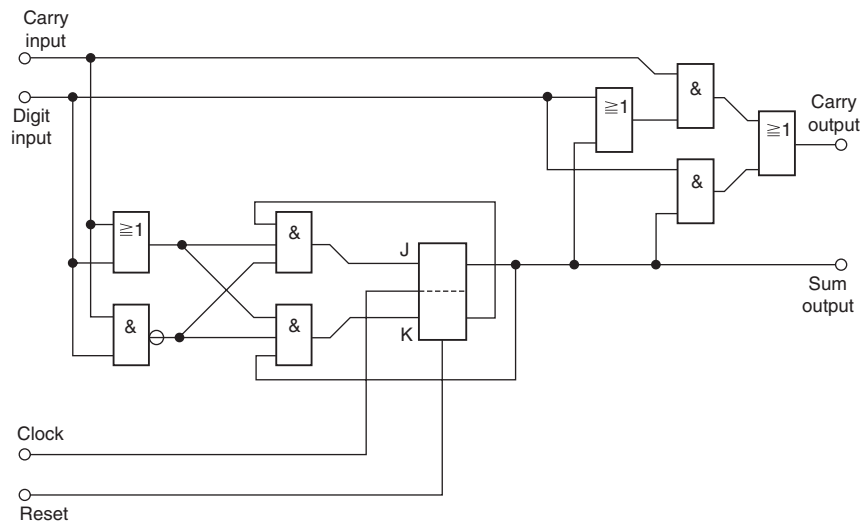 Carry
input
Digit
input
&
≧1
Carry
output
≧1
&
≧1
&
J
Sum
output
&
&
K
Clock
Reset